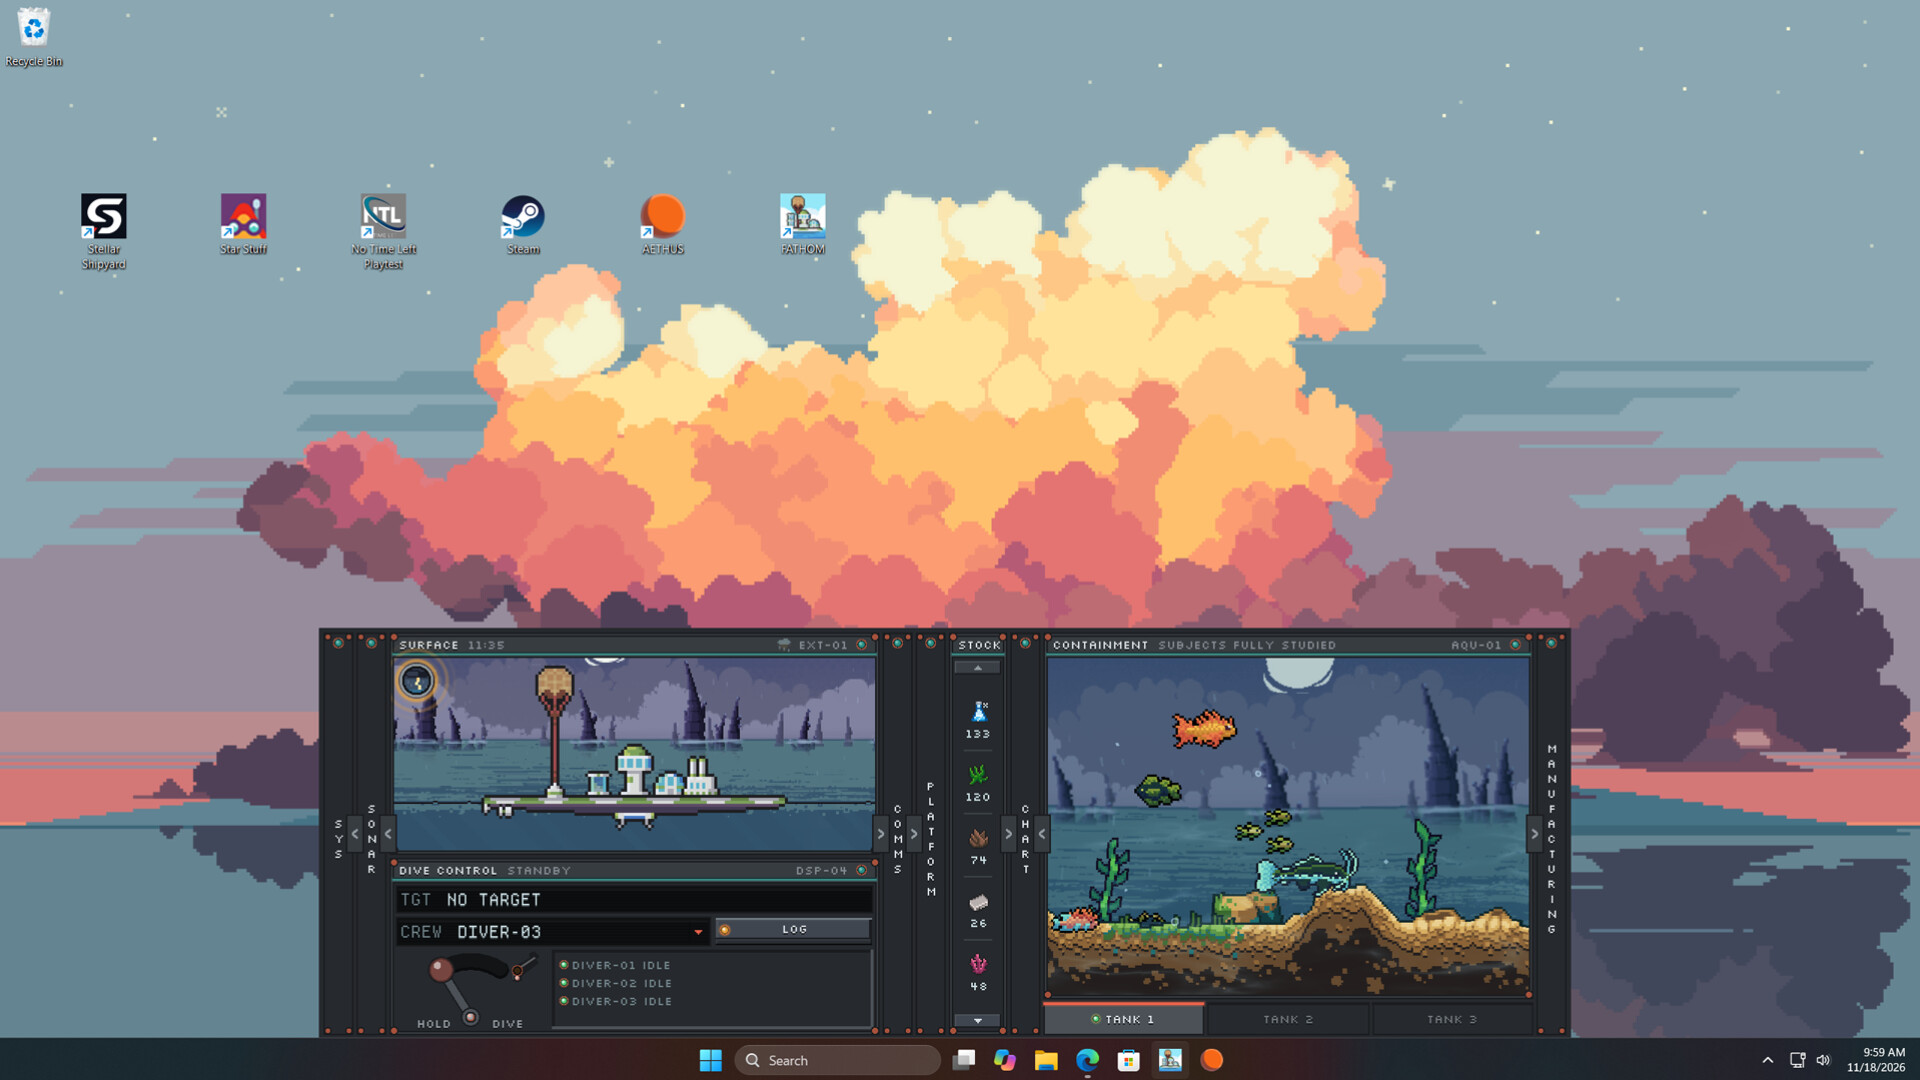 Recycle Bin
Stellar
Shipyard
Star Stuff
NTL
No Time Left
Playtest
Steam
AETHUS
FATHOM
SURFACE 11:35 EXT-01
STOCK
CONTAINMENT SUBJECTS FULLY STUDIED AQU-01
133
120
74
26
48
SYS
SONAR
COMMS
PLATFORM
CHART
MANUFACTURING
DIVE CONTROL STANDBY DSP-04
TGT NO TARGET
CREW DIVER-03
LOG
DIVER-01 IDLE
DIVER-02 IDLE
DIVER-03 IDLE
HOLD DIVE
TANK 1
TANK 2
TANK 3
Search
9:59 AM
11/18/2026